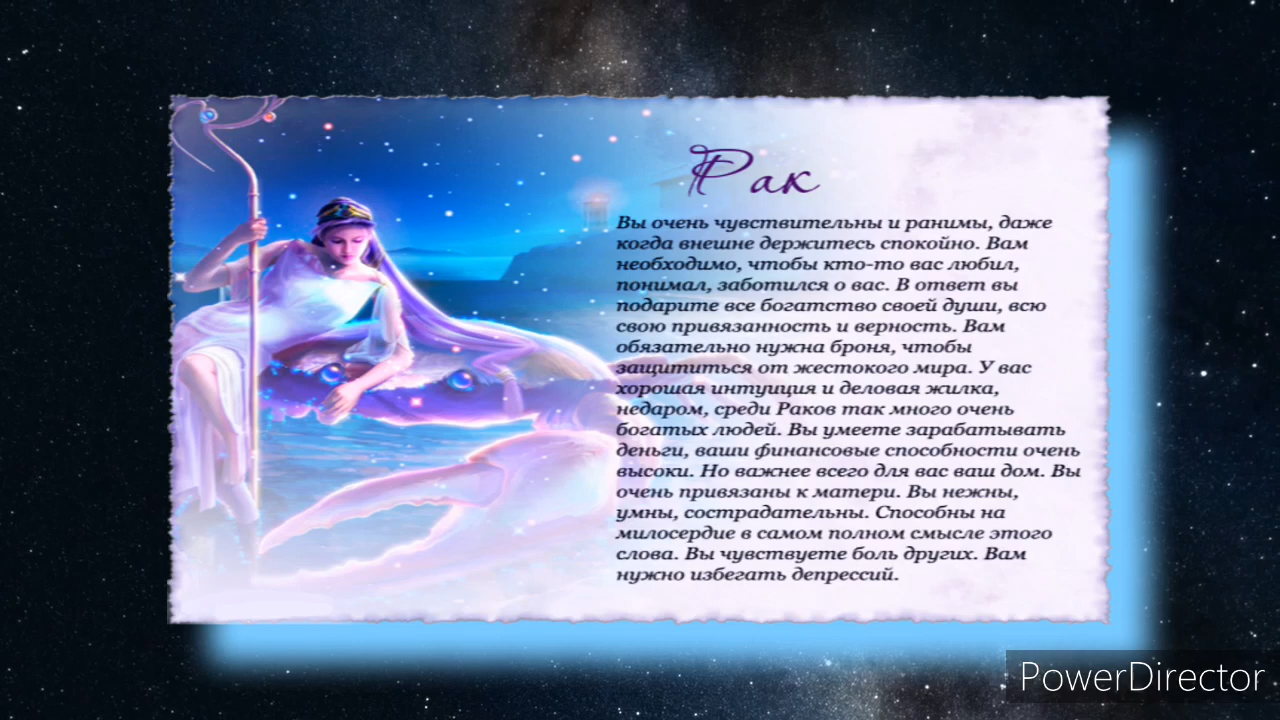 Рак
Вы очень чувствительны и ранимы, даже
когда внешне держитесь спокойно. Вам
необходимо, чтобы кто-то вас любил,
понимал, заботился о вас. В ответ вы
подарите все богатство своей души, всю
свою привязанность и верность. Вам
обязательно нужна броня, чтобы
защититься от жестокого мира. У вас
хорошая интуиция и деловая жилка,
недаром, среди Раков так много очень
богатых людей. Вы умеете зарабатывать
деньги, ваши финансовые способности очень
высоки. Но важнее всего для вас ваш дом. Вы
очень привязаны к матери. Вы нежны,
умны, сострадательны. Способны на
милосердие в самом полном смысле этого
слова. Вы чувствуете боль других. Вам
нужно избегать депрессий.
PowerDirector